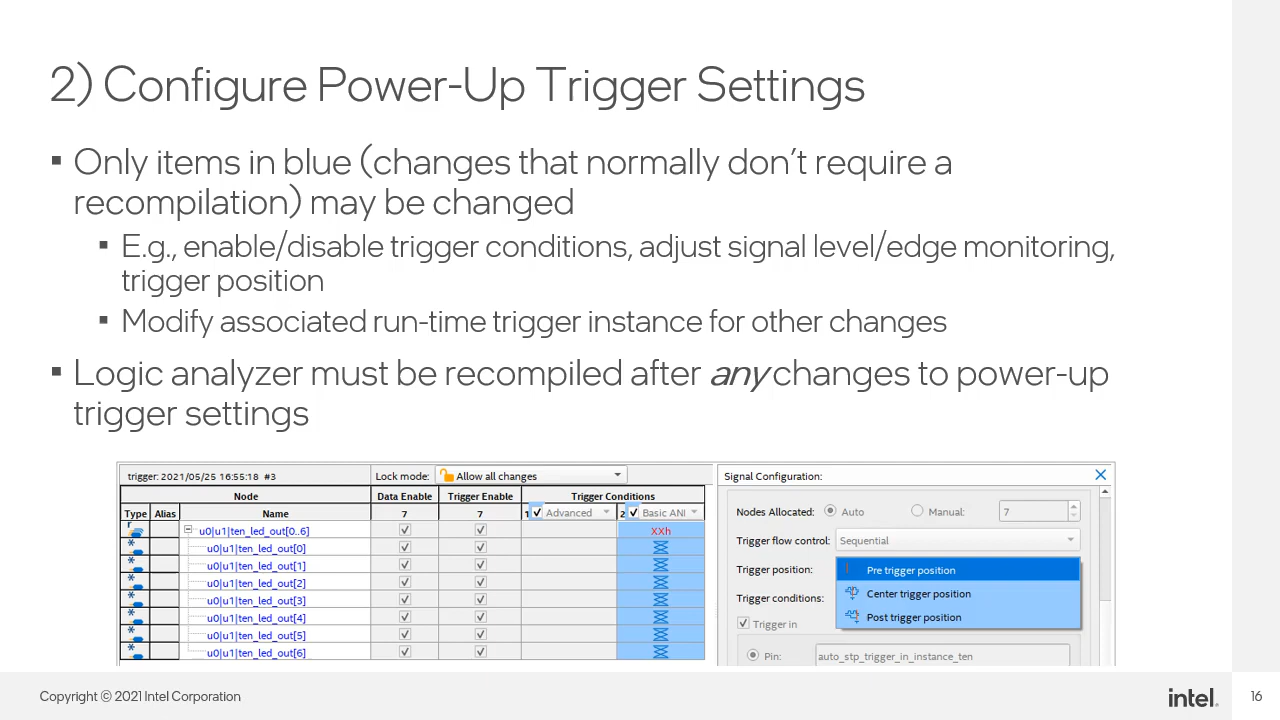 2) Configure Power-Up Trigger Settings
▪ Only items in blue (changes that normally don't require a
recompilation) may be changed
▪ E.g., enable/disable trigger conditions, adjust signal level/edge monitoring,
trigger position
▪ Modify associated run-time trigger instance for other changes
▪ Logic analyzer must be recompiled after any changes to power-up
trigger settings
trigger: 2021/05/25 16:55:18 #3 Lock mode: Allow all changes
Node Data Enable Trigger Enable Trigger Conditions
Type Alias Name 7 7 1 Advanced 2 Basic AND
u0|u1|ten_led_out[0..6] XXh
u0|u1|ten_led_out[0]
u0|u1|ten_led_out[1]
u0|u1|ten_led_out[2]
u0|u1|ten_led_out[3]
u0|u1|ten_led_out[4]
u0|u1|ten_led_out[5]
u0|u1|ten_led_out[6]
Signal Configuration:
Nodes Allocated: Auto Manual: 7
Trigger flow control: Sequential
Trigger position: Pre trigger position
Center trigger position
Trigger conditions:
Post trigger position
Trigger in
Pin: auto_stp_trigger_in_instance_ten
Copyright © 2021 Intel Corporation
intel.
16